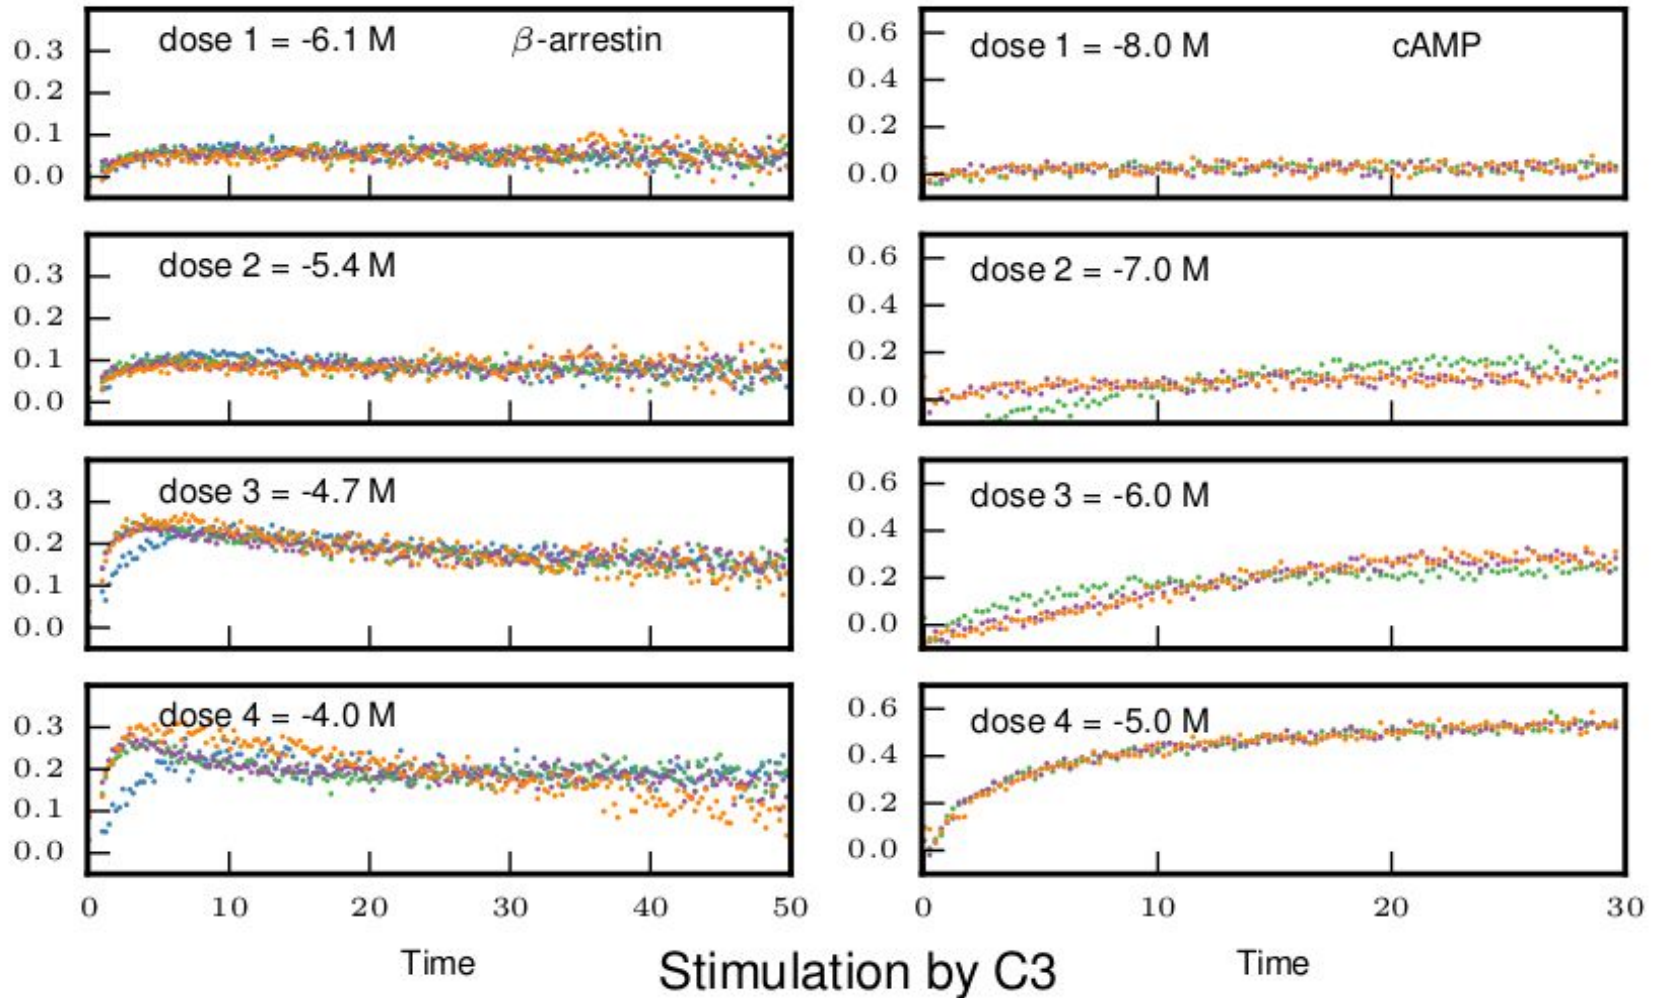 dose 1 = -6.1 M β-arrestin
0.3
0.2
0.1
0.0
dose 2 = -5.4 M
0.3
0.2
0.1
0.0
dose 3 = -4.7 M
0.3
0.2
0.1
0.0
dose 4 = -4.0 M
0.3
0.2
0.1
0.0
0 10 20 30 40 50
Time
dose 1 = -8.0 M cAMP
0.6
0.4
0.2
0.0
dose 2 = -7.0 M
0.6
0.4
0.2
0.0
dose 3 = -6.0 M
0.6
0.4
0.2
0.0
dose 4 = -5.0 M
0.6
0.4
0.2
0.0
0 10 20 30
Time
Stimulation by C3